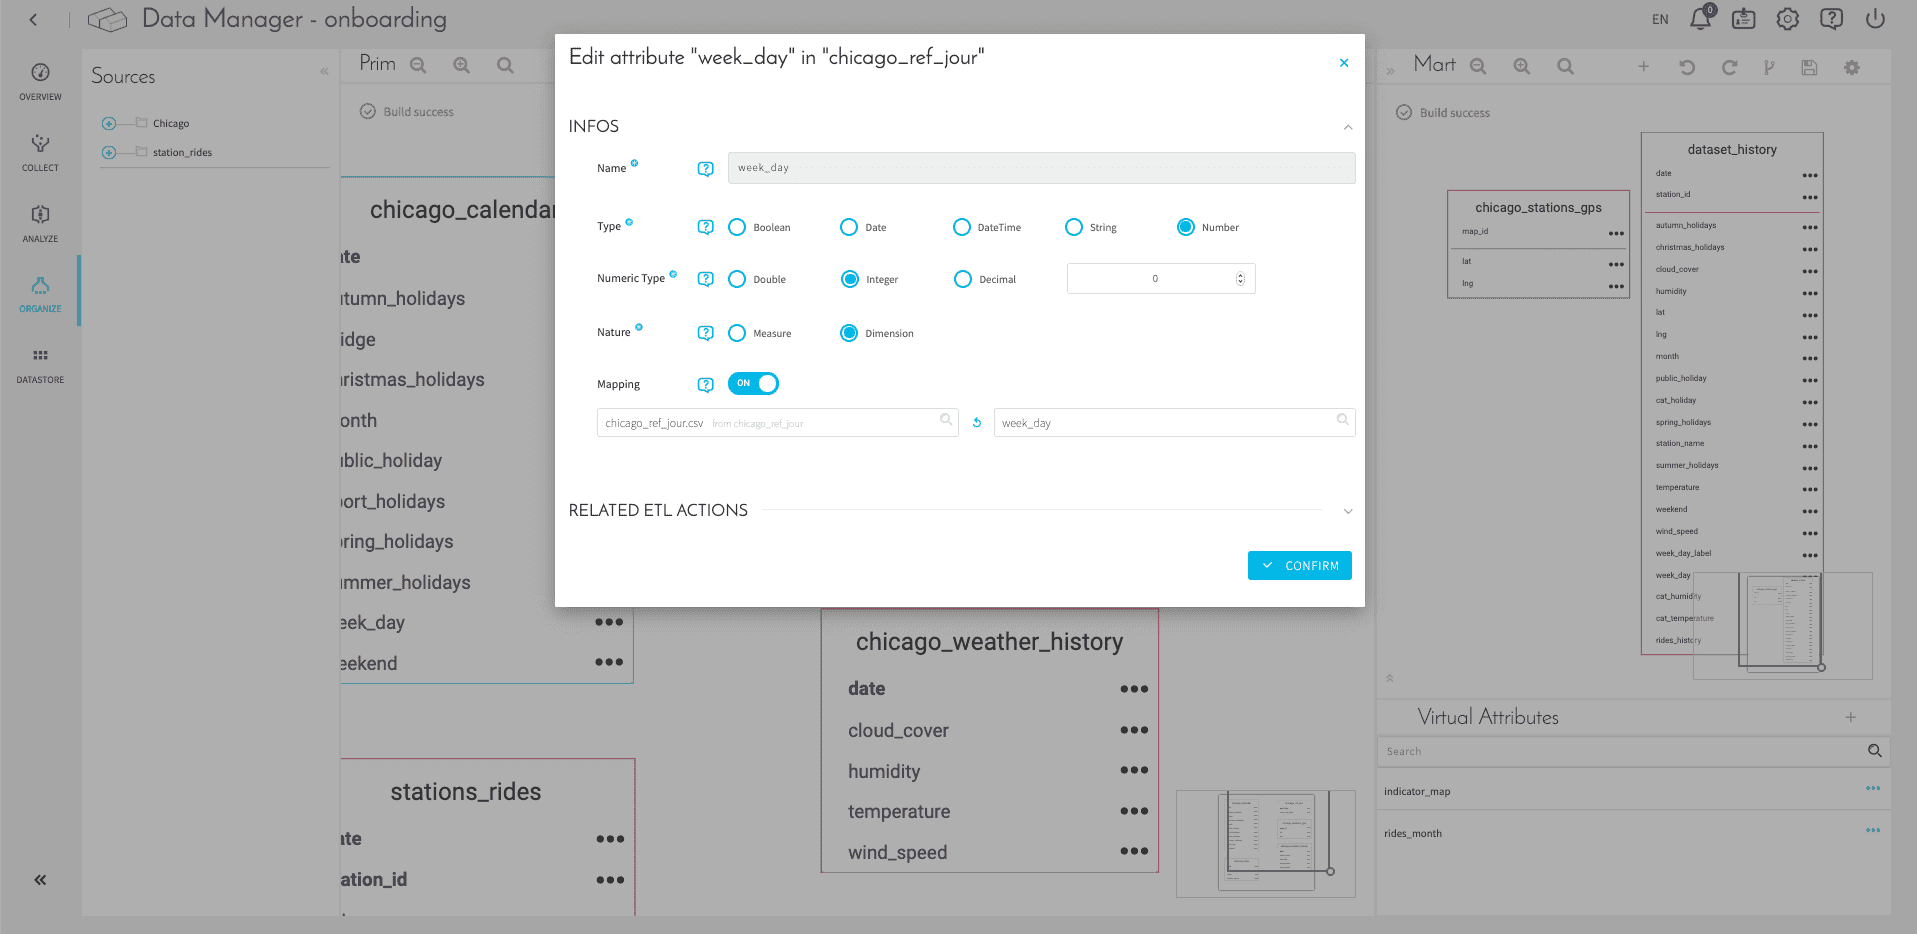 Data Manager - onboarding
EN
0
OVERVIEW
COLLECT
ANALYZE
ORGANIZE
DATASTORE
Sources
Chicago
station_rides
Prim
Build success
chicago_calendar
ate
utumn_holidays
idge
ristmas_holidays
onth
ublic_holiday
ort_holidays
ring_holidays
mmer_holidays
eek_day
eekend
stations_rides
ate
ation_id
chicago_weather_history
date
cloud_cover
humidity
temperature
wind_speed
Edit attribute "week_day" in "chicago_ref_jour"
INFOS
Name
week_day
Type
Boolean
Date
DateTime
String
Number
Numeric Type
Double
Integer
Decimal
0
Nature
Measure
Dimension
Mapping
ON
chicago_ref_jour.csv from chicago_ref_jour
week_day
RELATED ETL ACTIONS
CONFIRM
Mart
Build success
chicago_stations_gps
map_id
lat
lng
dataset_history
date
station_id
autumn_holidays
christmas_holidays
cloud_cover
humidity
lat
lng
month
public_holiday
cat_holiday
spring_holidays
station_name
summer_holidays
temperature
weekend
wind_speed
week_day_label
week_day
cat_humidity
cat_temperature
rides_history
Virtual Attributes
Search
indicator_map
rides_month